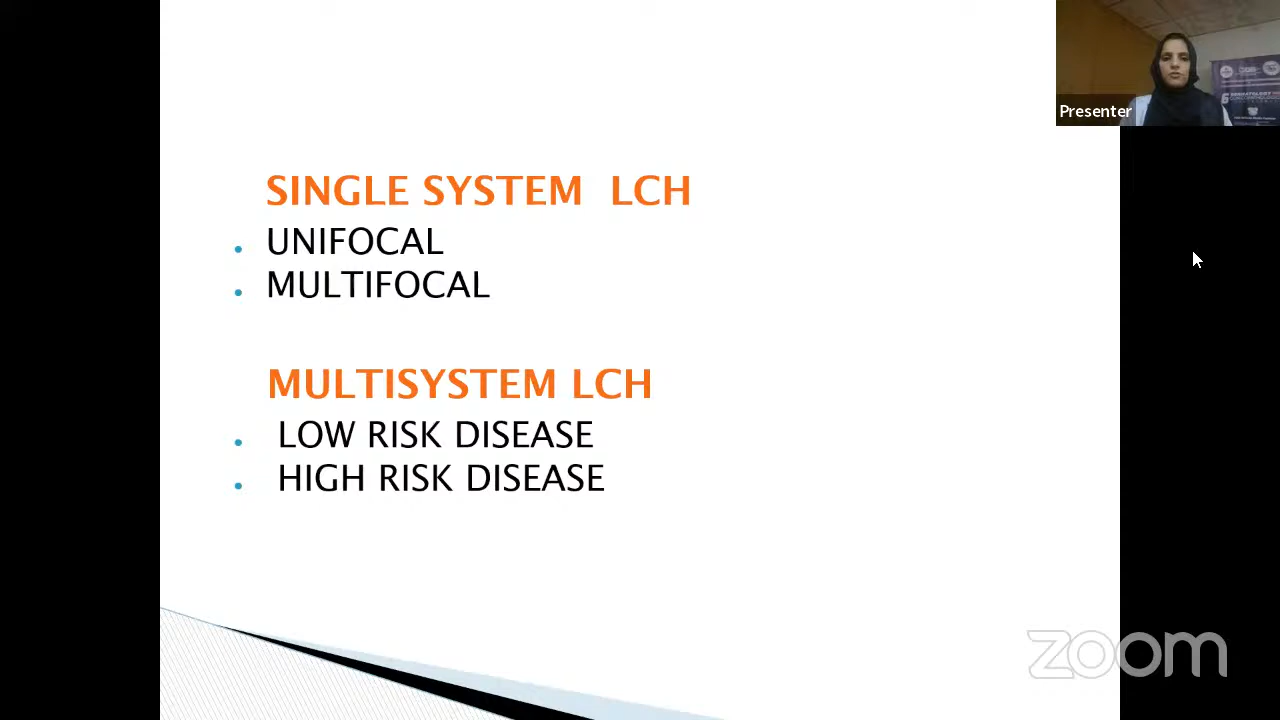 Presenter
SINGLE SYSTEM LCH
• UNIFOCAL
• MULTIFOCAL
MULTISYSTEM LCH
• LOW RISK DISEASE
• HIGH RISK DISEASE
zoom